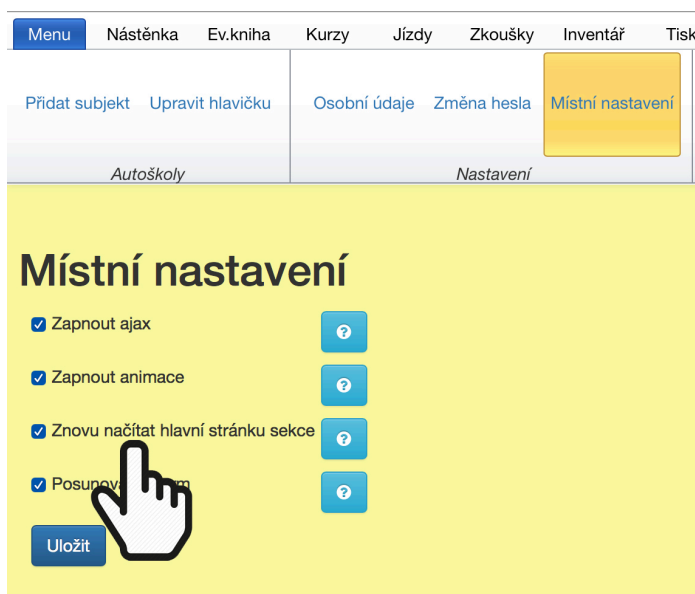 Menu Nástěnka Ev.kniha Kurzy Jízdy Zkoušky Inventář Tisk
Přidat subjekt Upravit hlavičku Osobní údaje Změna hesla Místní nastavení
Autoškoly Nastavení
Místní nastavení
Zapnout ajax ?
Zapnout animace ?
Znovu načítat hlavní stránku sekce ?
?
Uložit